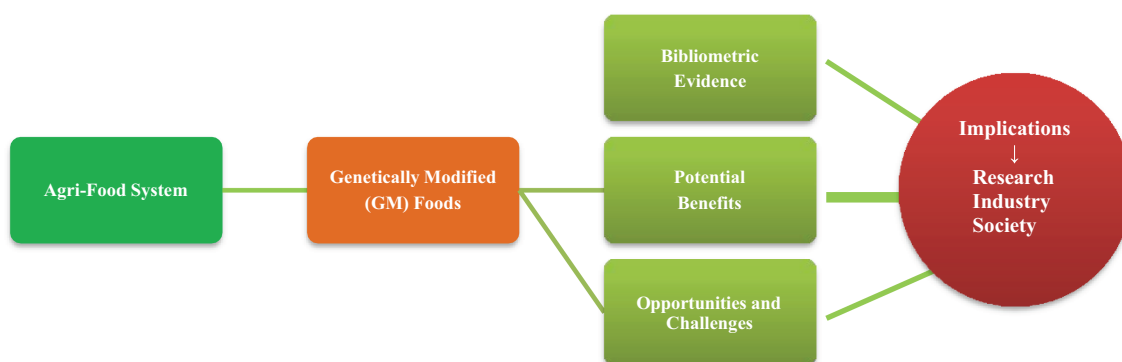 Agri-Food System
Genetically Modified
(GM) Foods
Bibliometric
Evidence
Potential
Benefits
Opportunities and
Challenges
Implications
↓
Research
Industry
Society